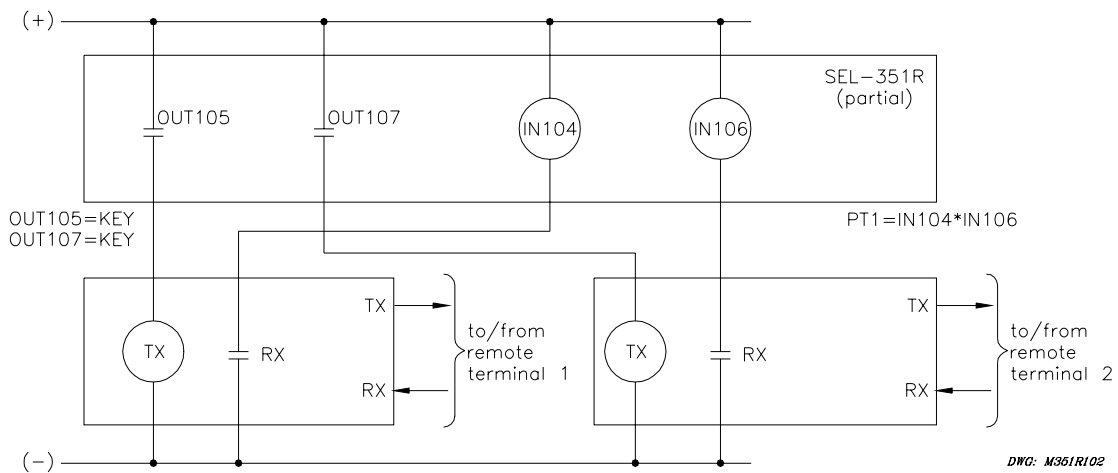 (+)
SEL-351R
(partial)
OUT105
OUT107
IN104
IN106
OUT105=KEY
OUT107=KEY
PT1=IN104*IN106
TX
RX
TX
RX
to/from
remote
terminal 1
TX
RX
TX
RX
to/from
remote
terminal 2
(-)
DWG: M351R102